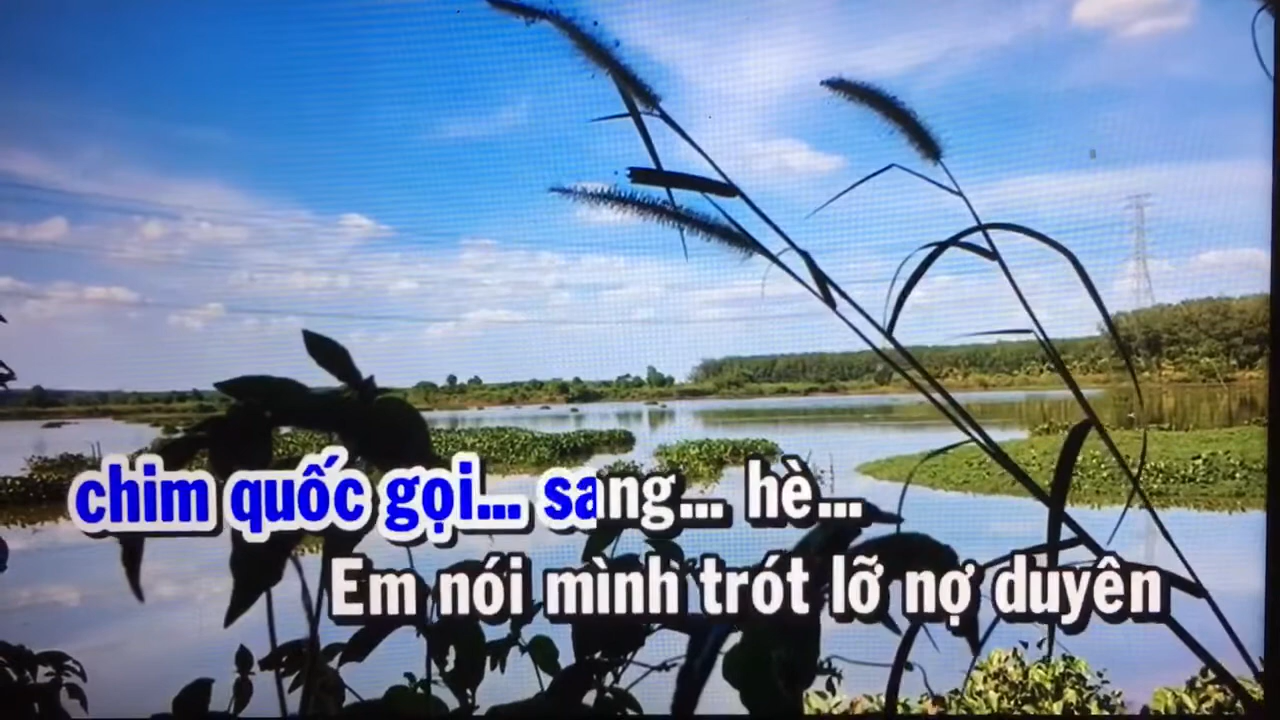 chim quốc gọi... sang... hè...
Em nói mình trót lỡ nợ duyên